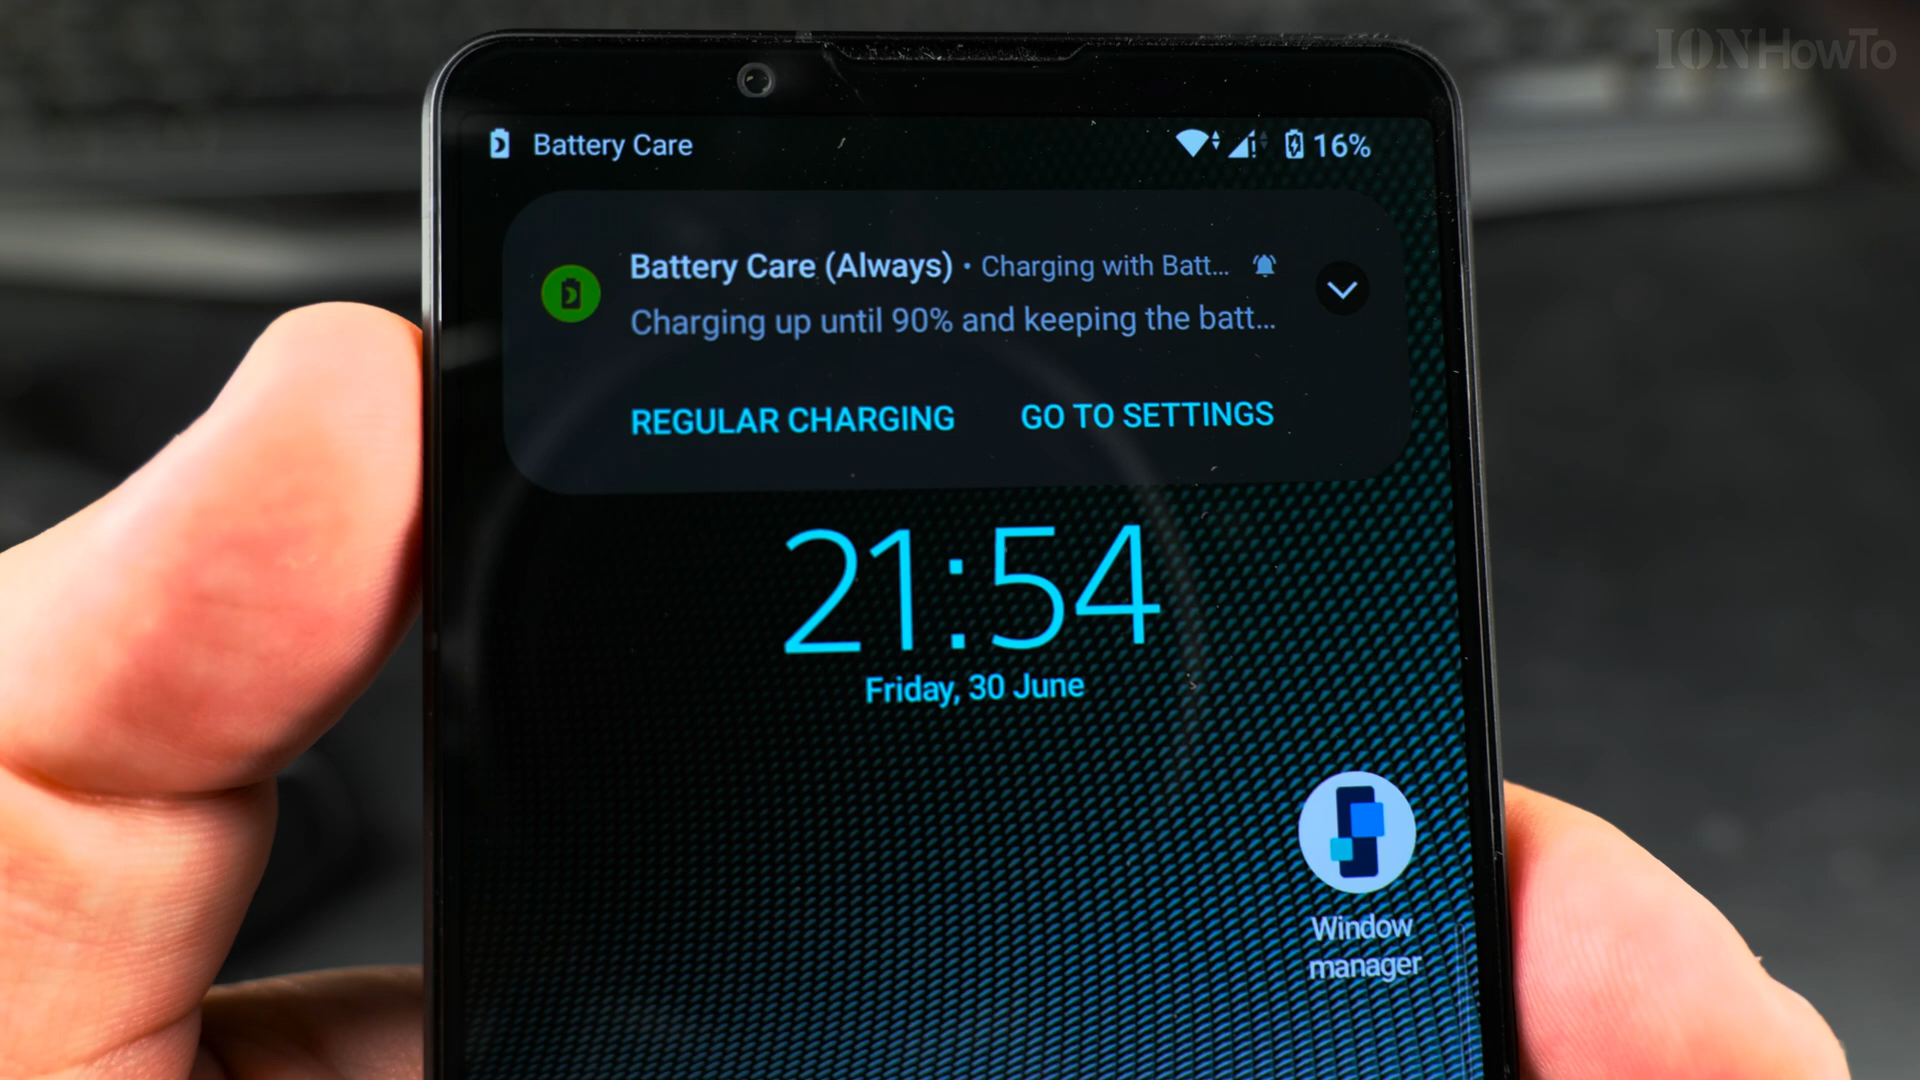 IONHowTo
Battery Care
16%
Battery Care (Always) • Charging with Batt...
Charging up until 90% and keeping the batt...
REGULAR CHARGING GO TO SETTINGS
21:54
Friday, 30 June
Window
manager